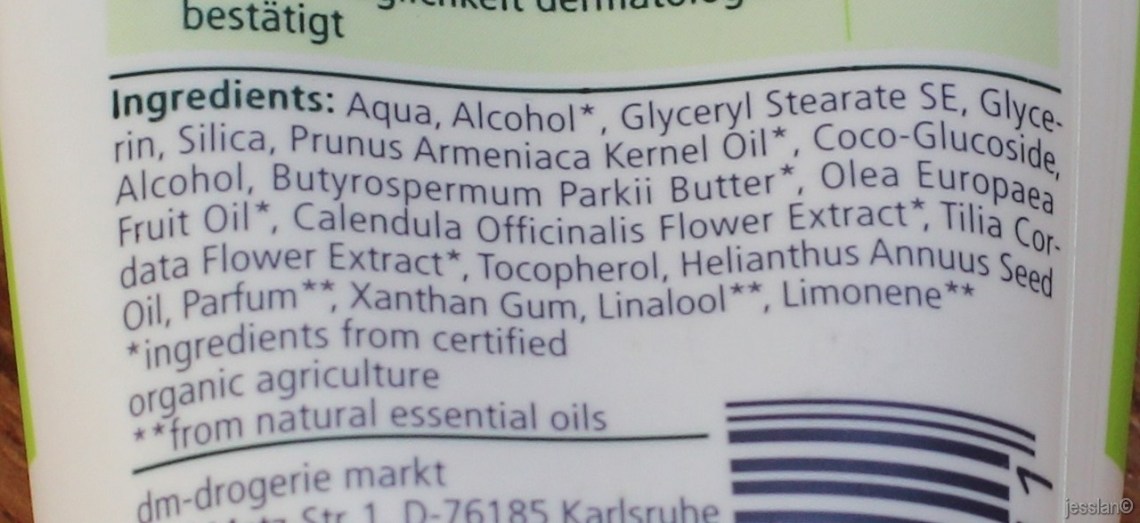 bestätigt
Ingredients: Aqua, Alcohol*, Glyceryl Stearate SE, Glyce-
rin, Silica, Prunus Armeniaca Kernel Oil*, Coco-Glucoside,
Alcohol, Butyrospermum Parkii Butter*, Olea Europaea
Fruit Oil*, Calendula Officinalis Flower Extract*, Tilia Cor-
data Flower Extract*, Tocopherol, Helianthus Annuus Seed
Oil, Parfum**, Xanthan Gum, Linalool**, Limonene**
*ingredients from certified
organic agriculture
**from natural essential oils
dm-drogerie markt
Str. 1, D-76185 Karlsruhe
1
jesslan©